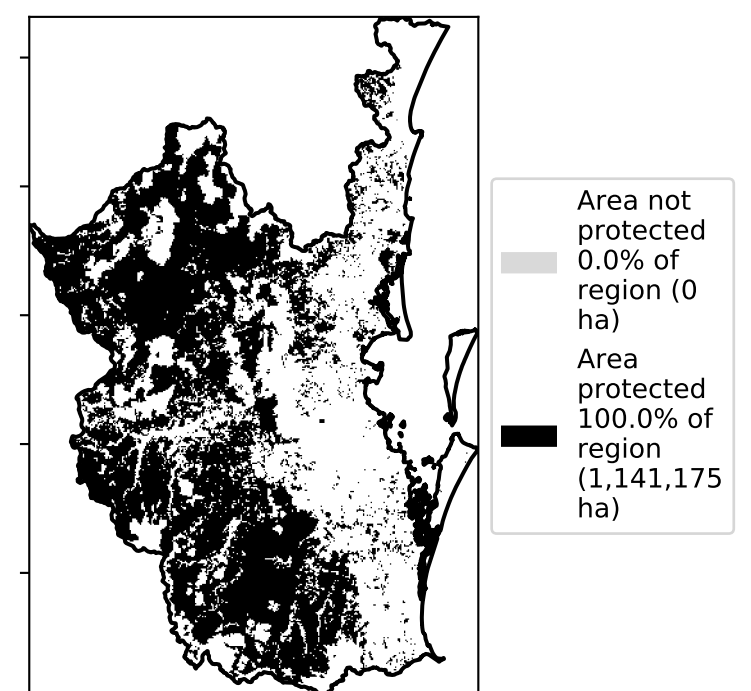 Area not
protected
0.0% of
region (0
ha)
Area
protected
100.0% of
region
(1,141,175
ha)